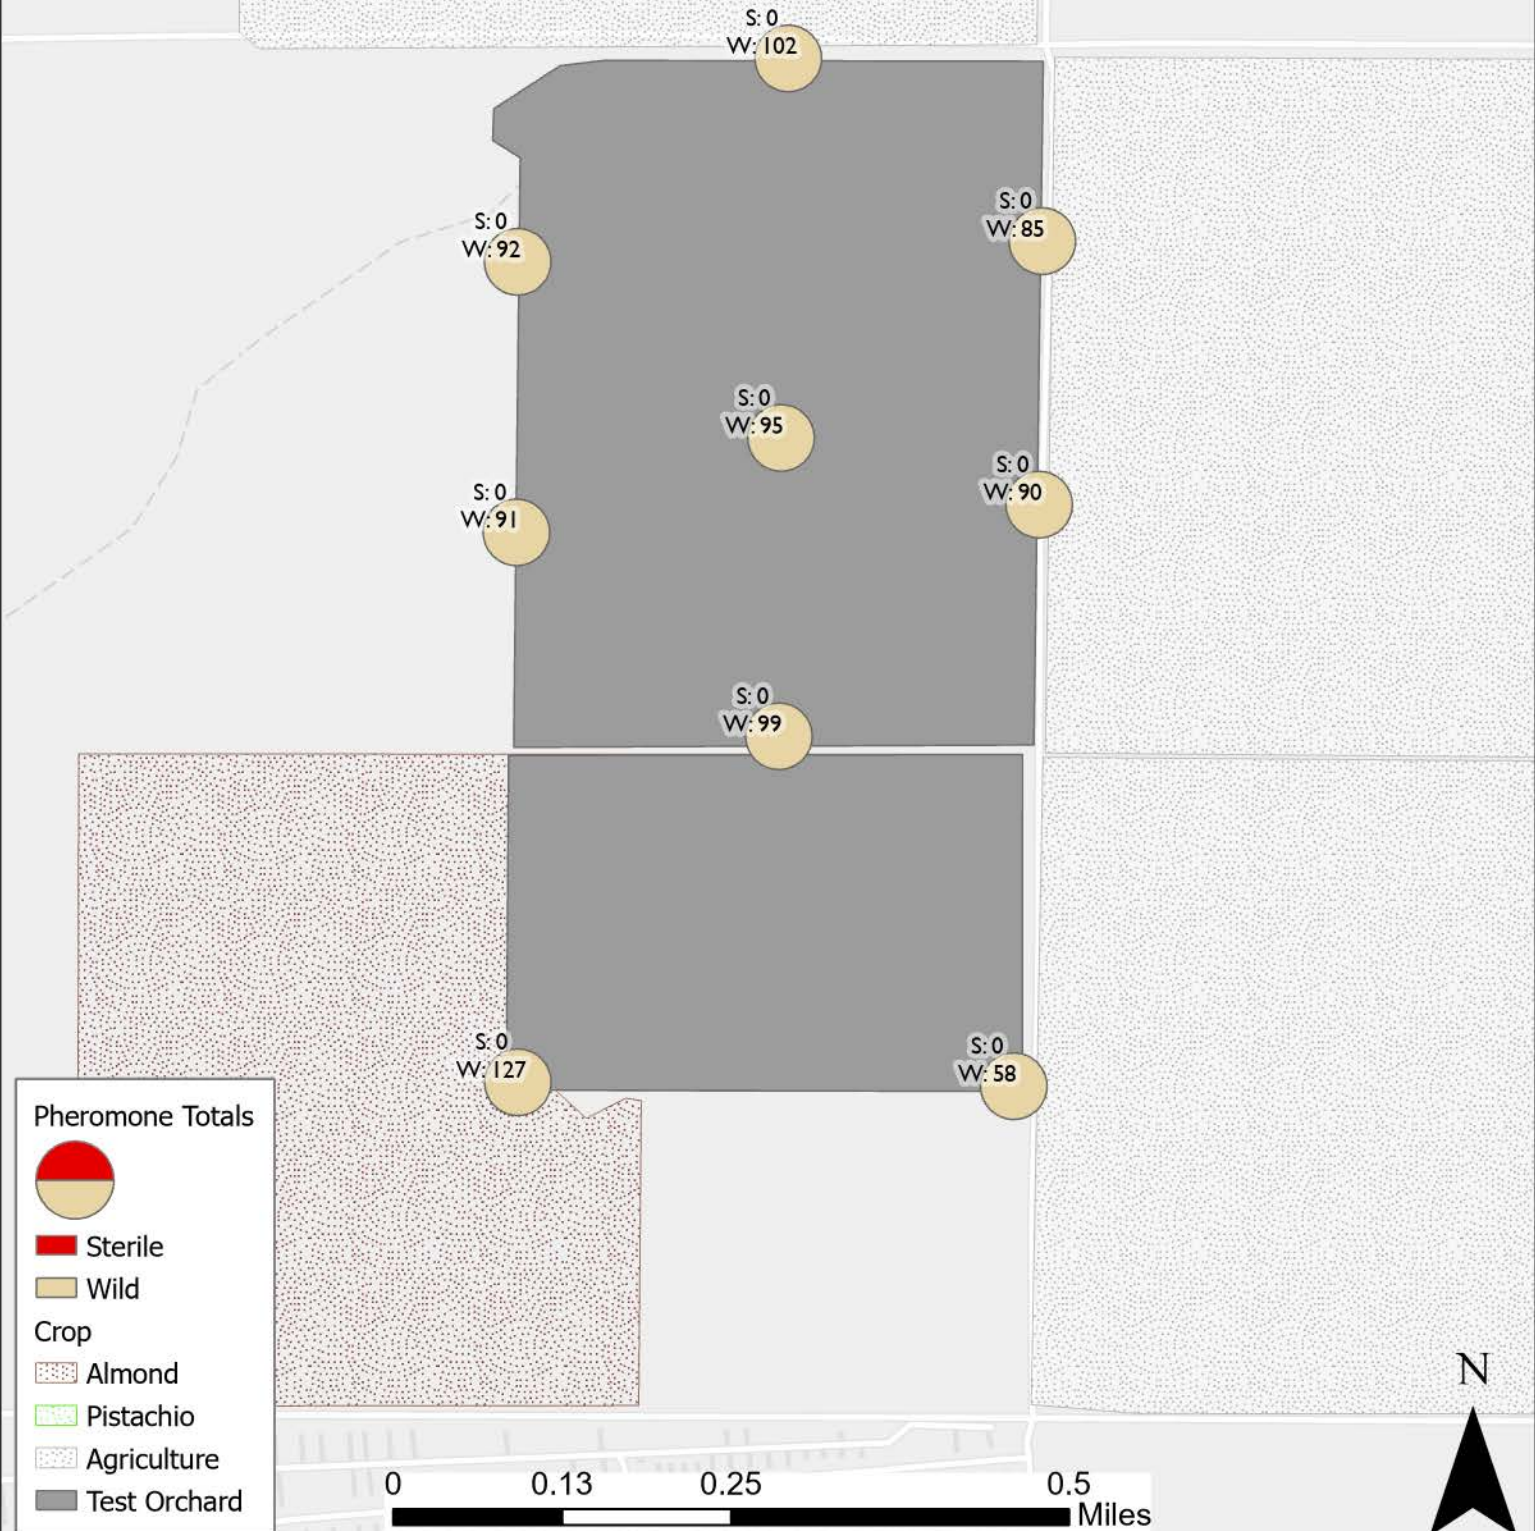 S: 0
W: 102
S: 0
W: 85
S: 0
W: 92
S: 0
W: 95
S: 0
W: 90
S: 0
W: 91
S: 0
W: 99
S: 0
W: 127
S: 0
W: 58
Pheromone Totals
Sterile
Wild
Crop
Almond
Pistachio
Agriculture
Test Orchard
N
0 0.13 0.25 0.5
Miles